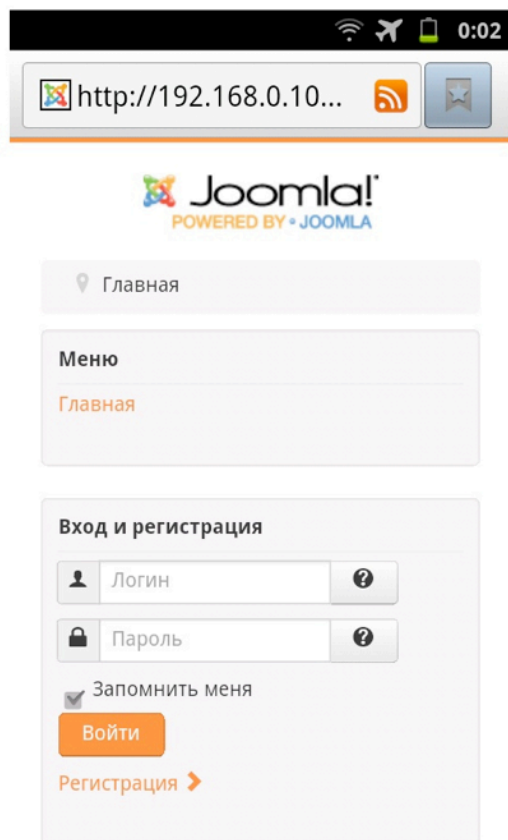 0:02
http://192.168.0.10...
Joomla!
POWERED BY • JOOMLA
Главная
Меню
Главная
Вход и регистрация
Логин
Пароль
Запомнить меня
Войти
Регистрация